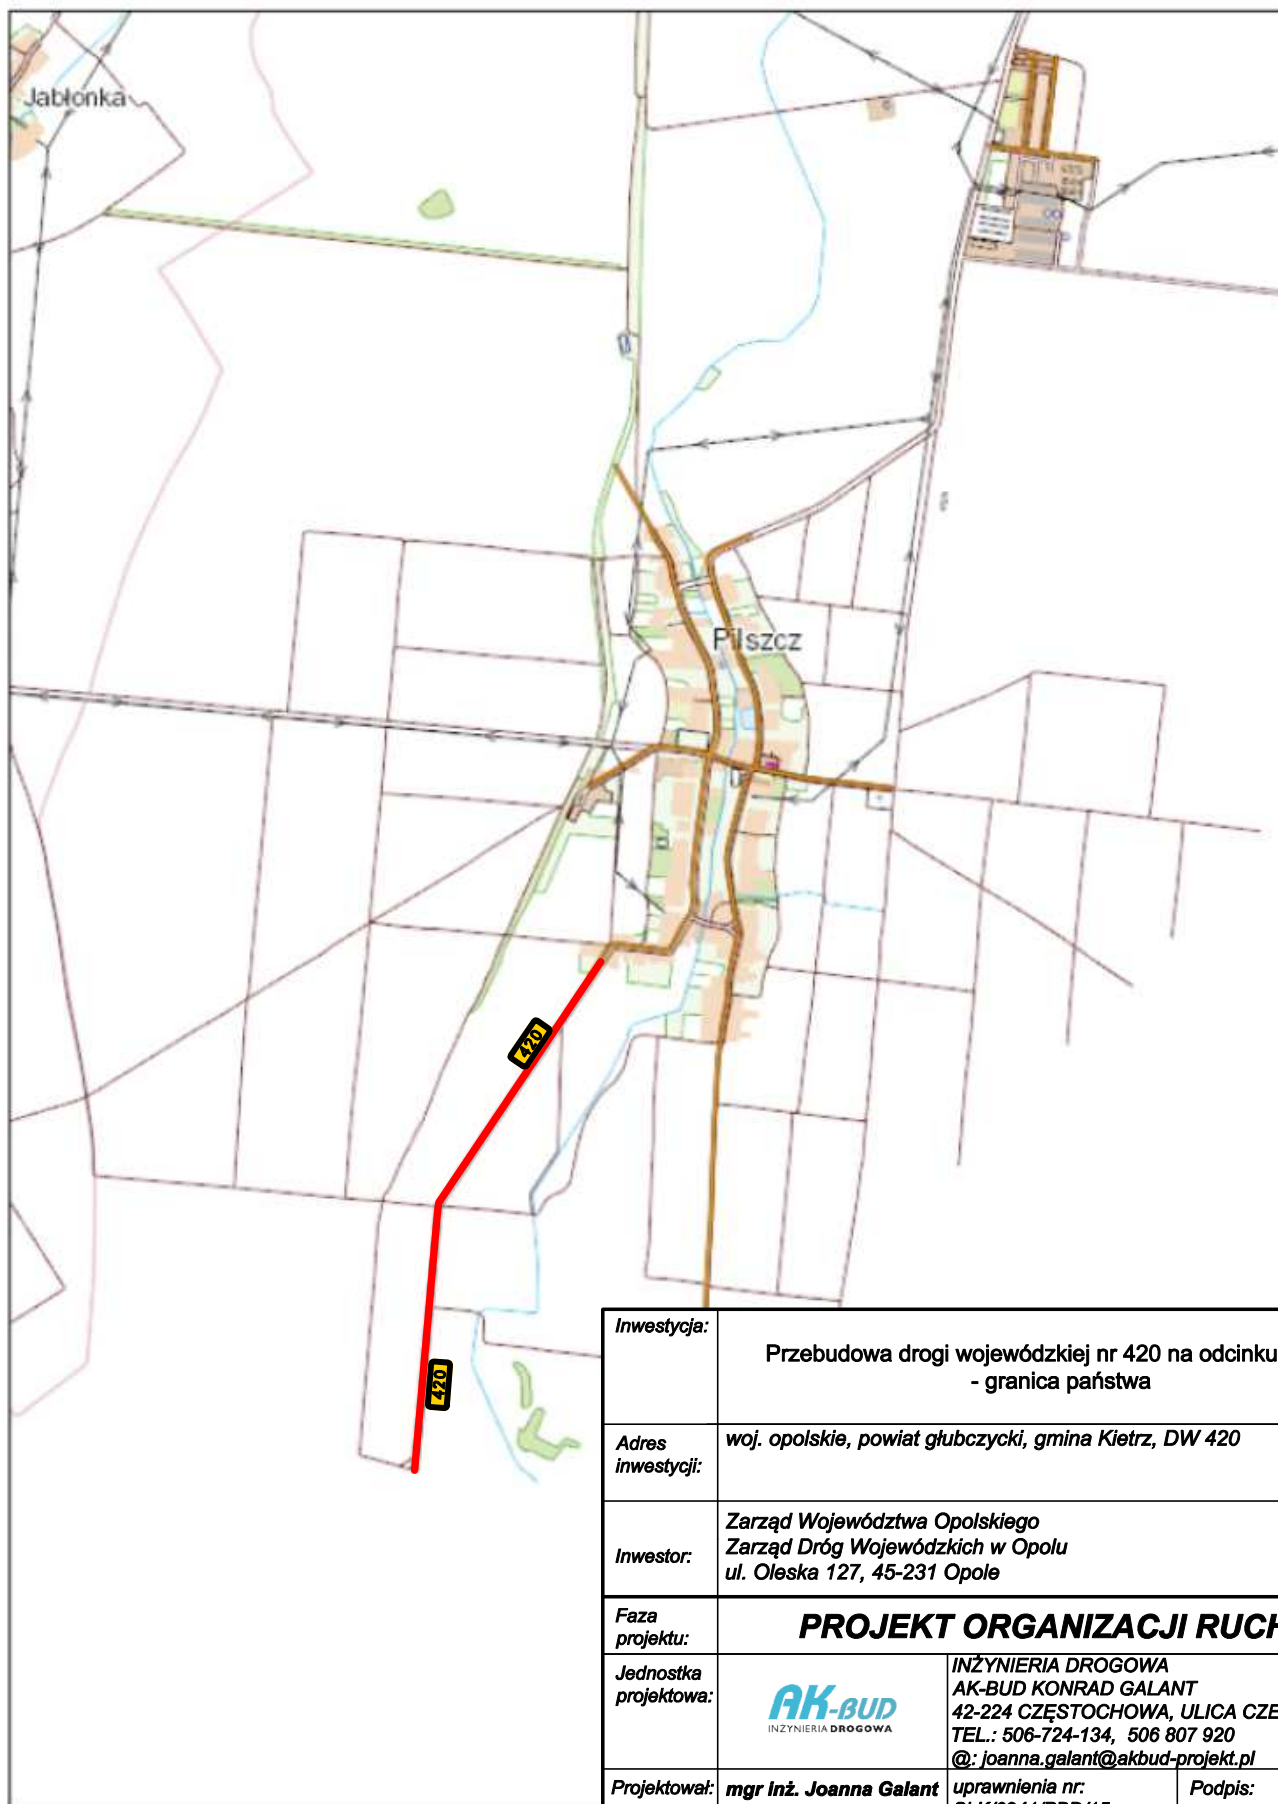 Jabłonka
Pilszcz
420
420
Inwestycja:
Przebudowa drogi wojewódzkiej nr 420 na odcinku
- granica państwa
Adres
inwestycji:
woj. opolskie, powiat głubczycki, gmina Kietrz, DW 420
Inwestor:
Zarząd Województwa Opolskiego
Zarząd Dróg Wojewódzkich w Opolu
ul. Oleska 127, 45-231 Opole
Faza
projektu:
PROJEKT ORGANIZACJI RUCH
Jednostka
projektowa:
AK-BUD
INŻYNIERIA DROGOWA
INŻYNIERIA DROGOWA
AK-BUD KONRAD GALANT
42-224 CZĘSTOCHOWA, ULICA CZE
TEL.: 506-724-134, 506 807 920
@: joanna.galant@akbud-projekt.pl
Projektował:
mgr inż. Joanna Galant
uprawnienia nr:
Podpis: